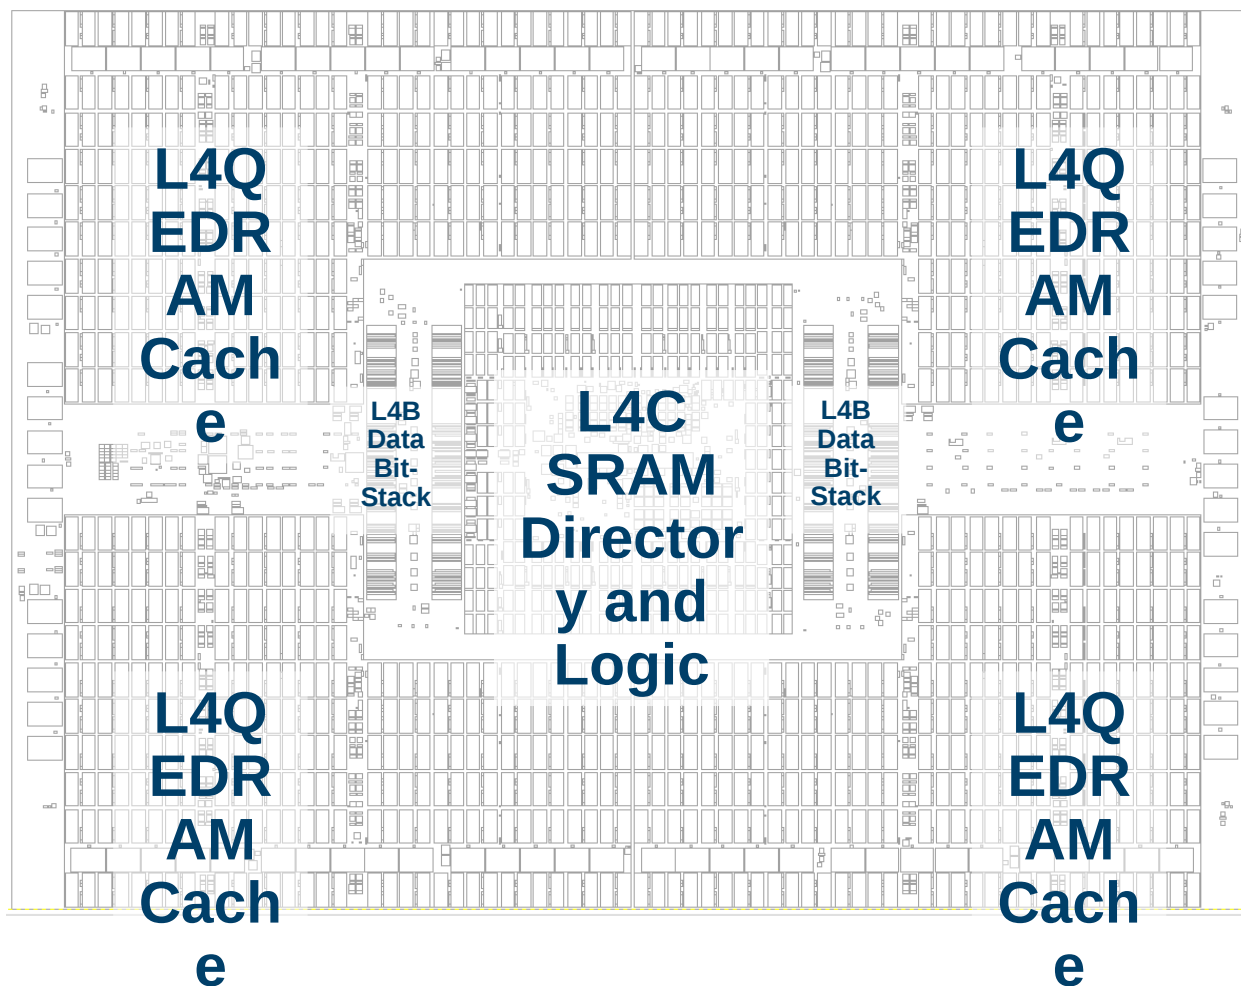 L4Q
EDR
AM
Cach
e
L4Q
EDR
AM
Cach
e
L4B
Data
Bit-
Stack
L4C
SRAM
Director
y and
Logic
L4B
Data
Bit-
Stack
L4Q
EDR
AM
Cach
e
L4Q
EDR
AM
Cach
e